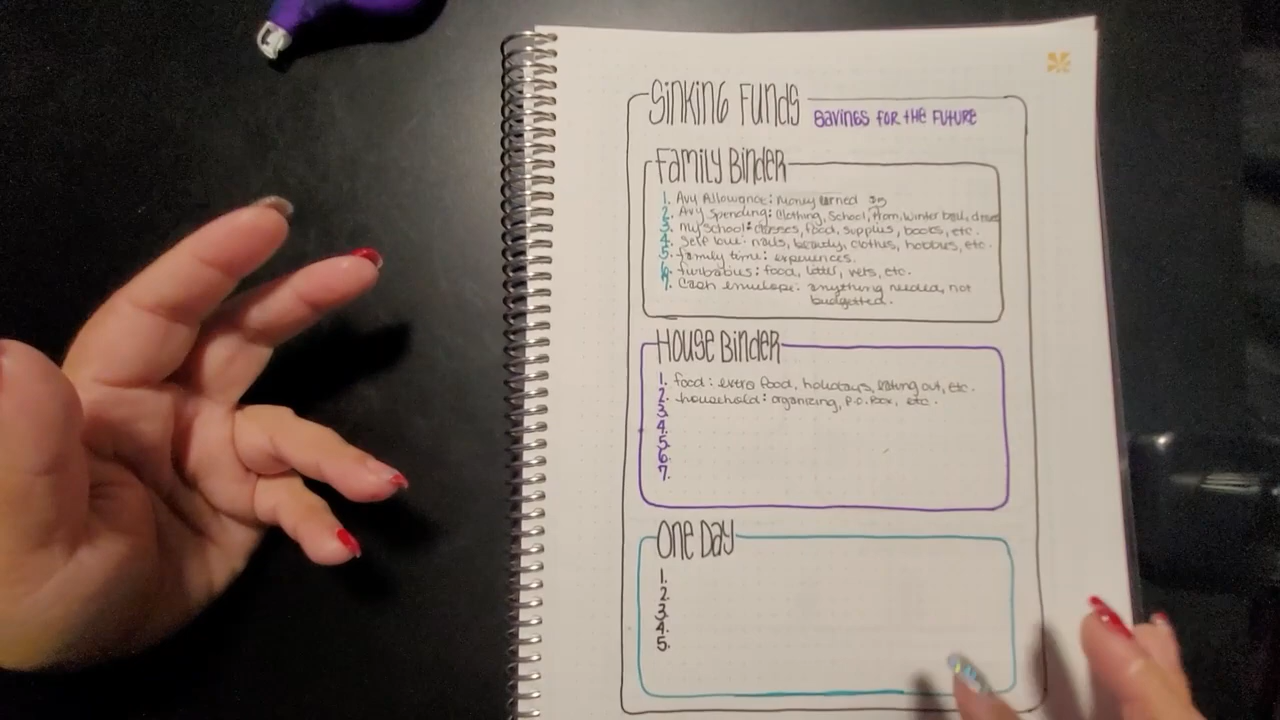 Sinking Funds
Savings for the Future
Family Binder
1. Avy Allowance: Money earned
2. Avy Spending: Clothing, School, Prom, Winter ball, dress
3. my school: classes, food, supplies, books, etc.
4. Self love: nails, beauty, clothes, hobbies, etc.
5. family time: experiences.
6. furbabies: food, litter, vets, etc.
7. Cash envelope: anything needed, not
budgetted.
House Binder
1. food: extra food, holidays, eating out, etc.
2. household: organizing, P.O. Box, etc.
3.
4.
5.
6.
7.
One Day
1.
2.
3.
4.
5.